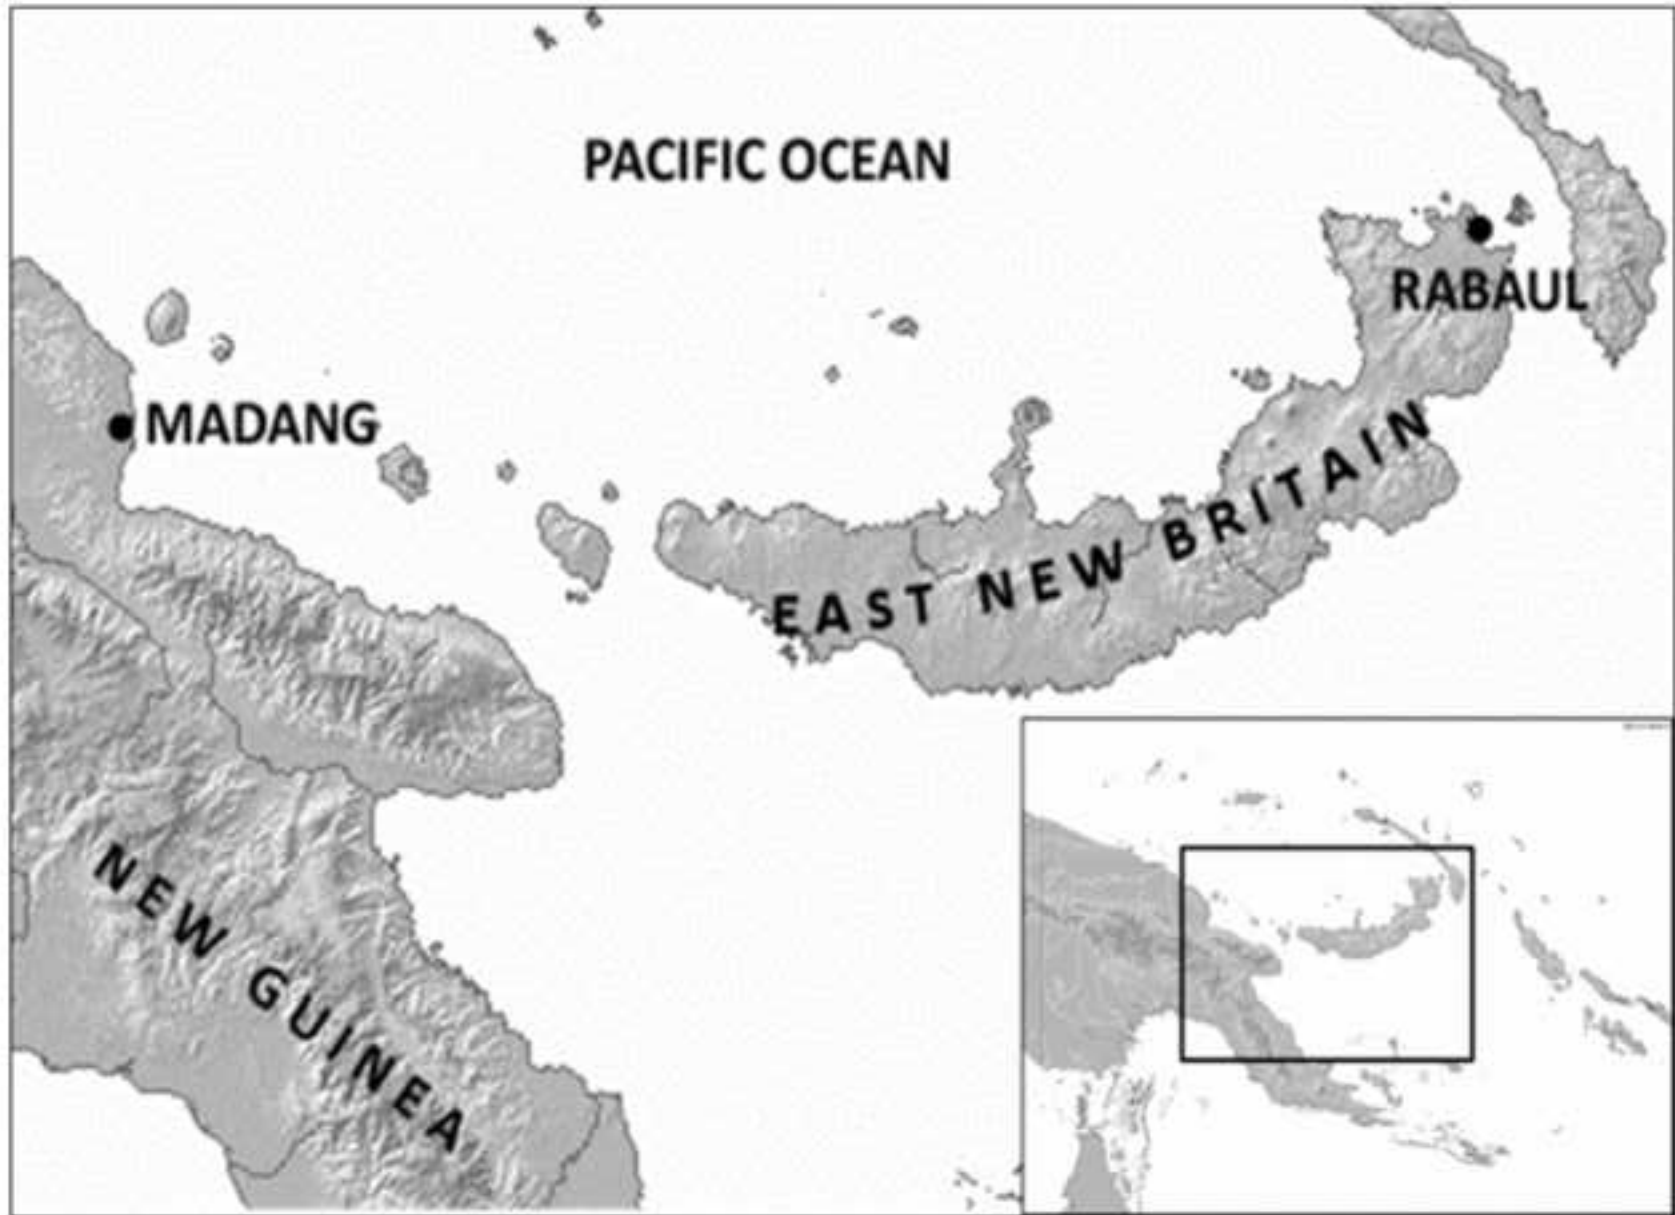 PACIFIC OCEAN
RABAUL
MADANG
EAST NEW BRITAIN
NEW GUINEA